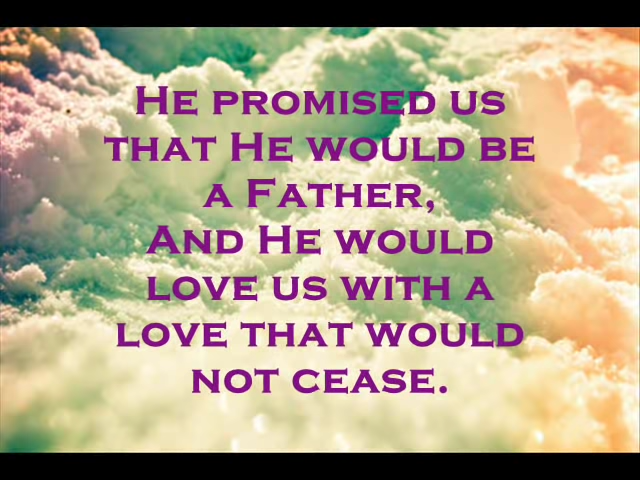 He promised us
that He would be
a Father,
And He would
love us with a
love that would
not cease.